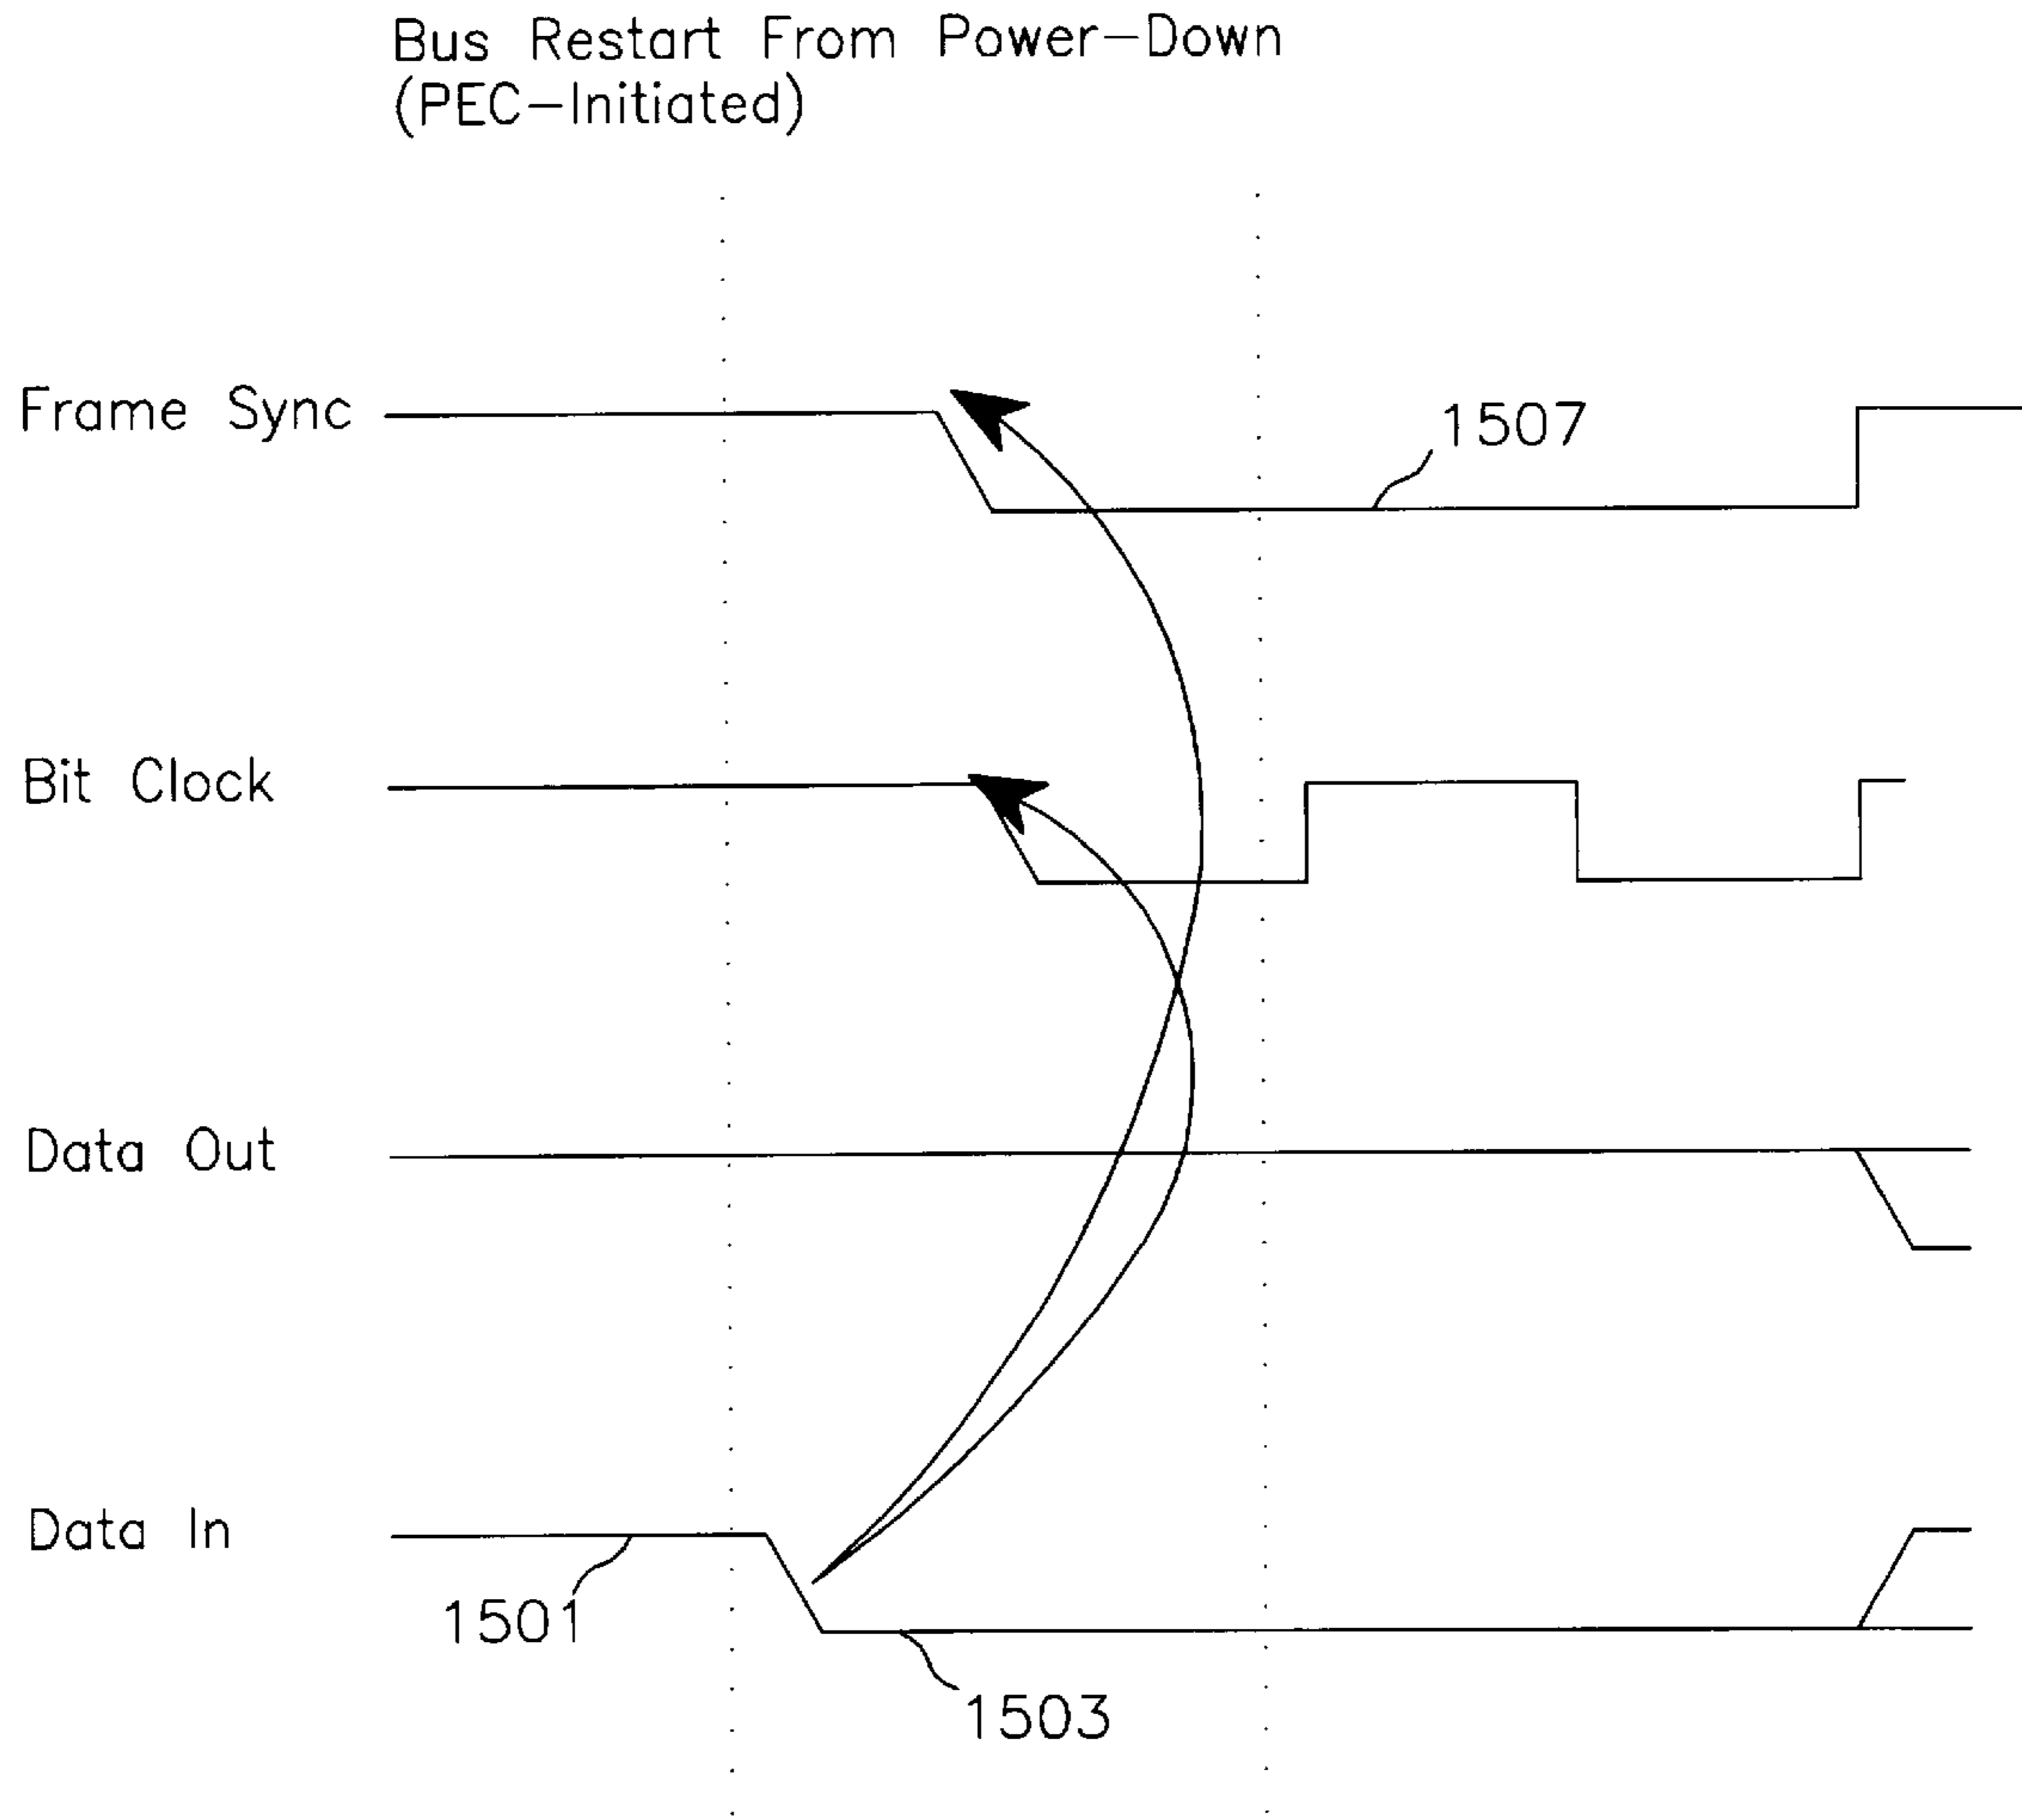 Bus Restart From Power-Down
(PEC-Initiated)
Frame Sync
1507
Bit Clock
Data Out
Data In
1501
1503